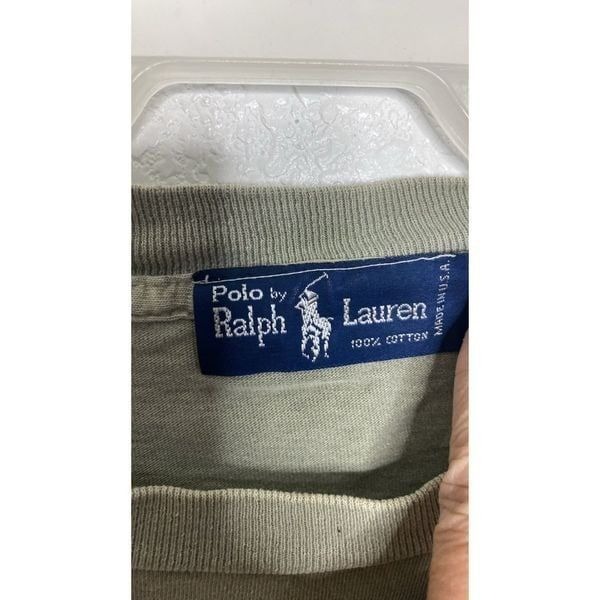 Polo by
Ralph Lauren
100% COTTON
MADE IN U.S.A.